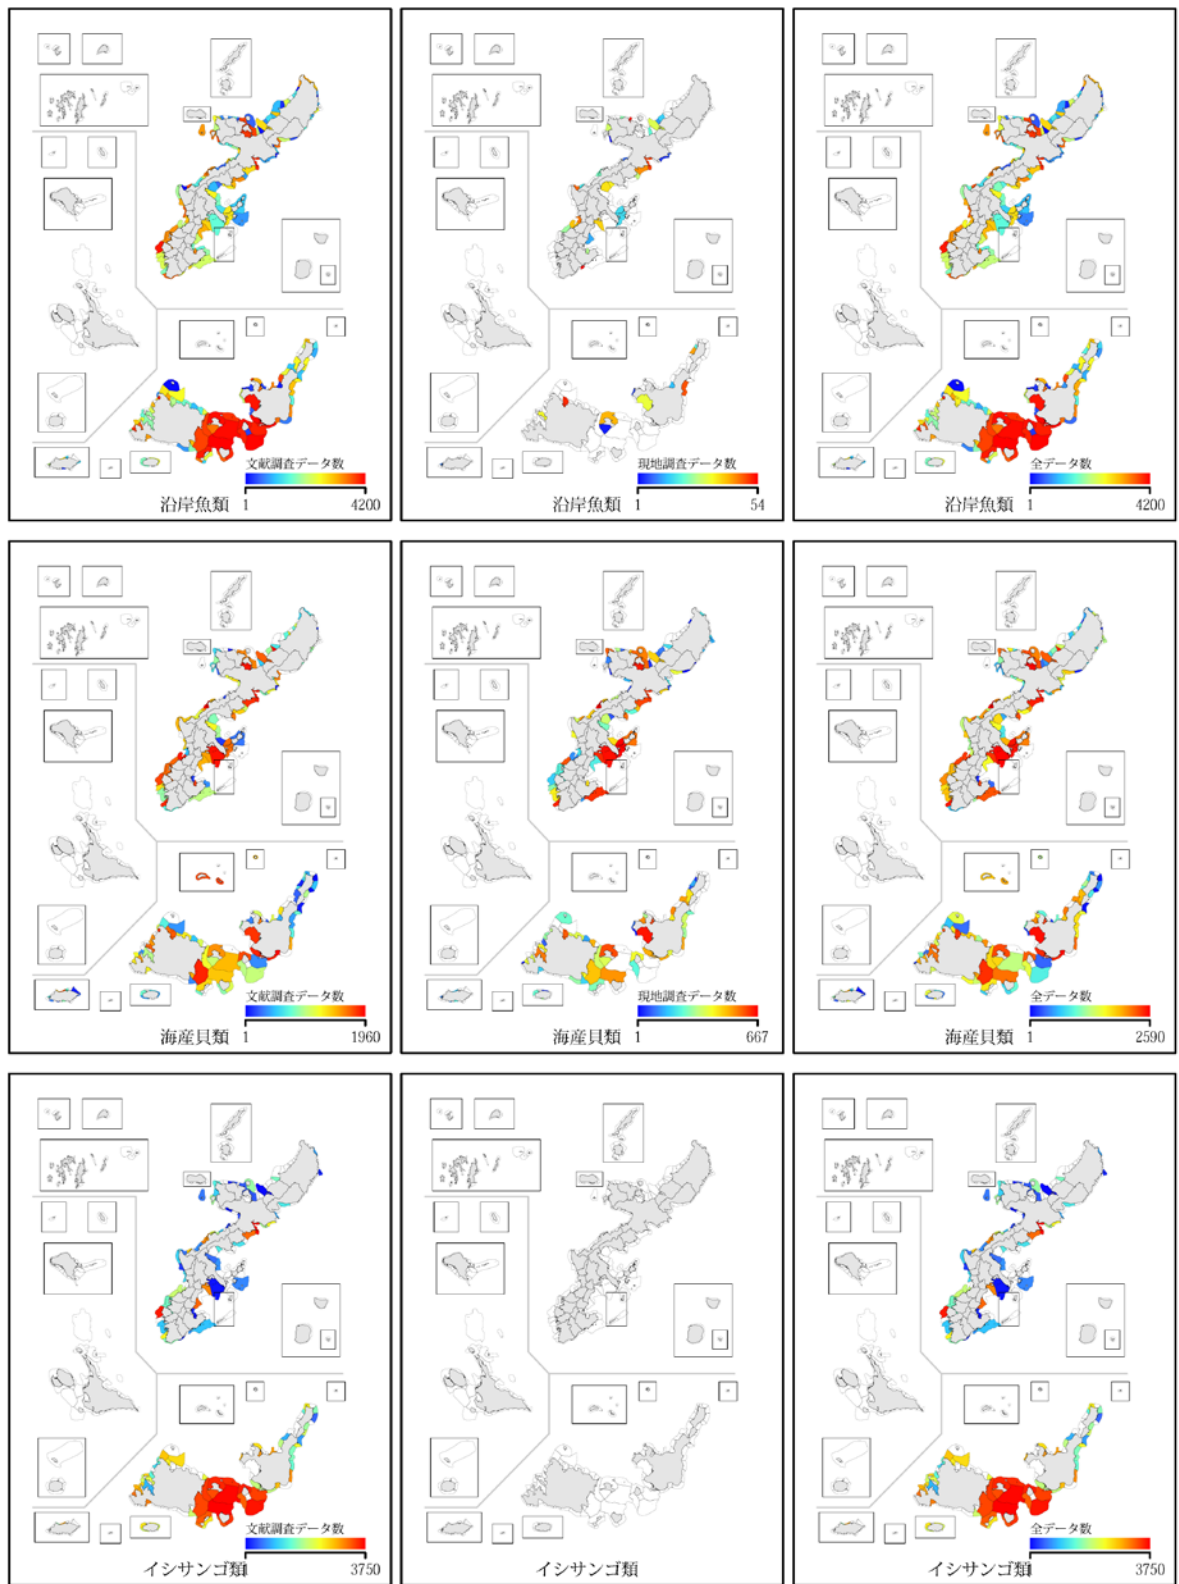 文献調査データ数
沿岸魚類 1 4200
現地調査データ数
沿岸魚類 1 54
全データ数
沿岸魚類 1 4200
文献調査データ数
海産貝類 1 1960
現地調査データ数
海産貝類 1 667
全データ数
海産貝類 1 2590
文献調査データ数
イシサンゴ類 1 3750
イシサンゴ類
全データ数
イシサンゴ類 1 3750